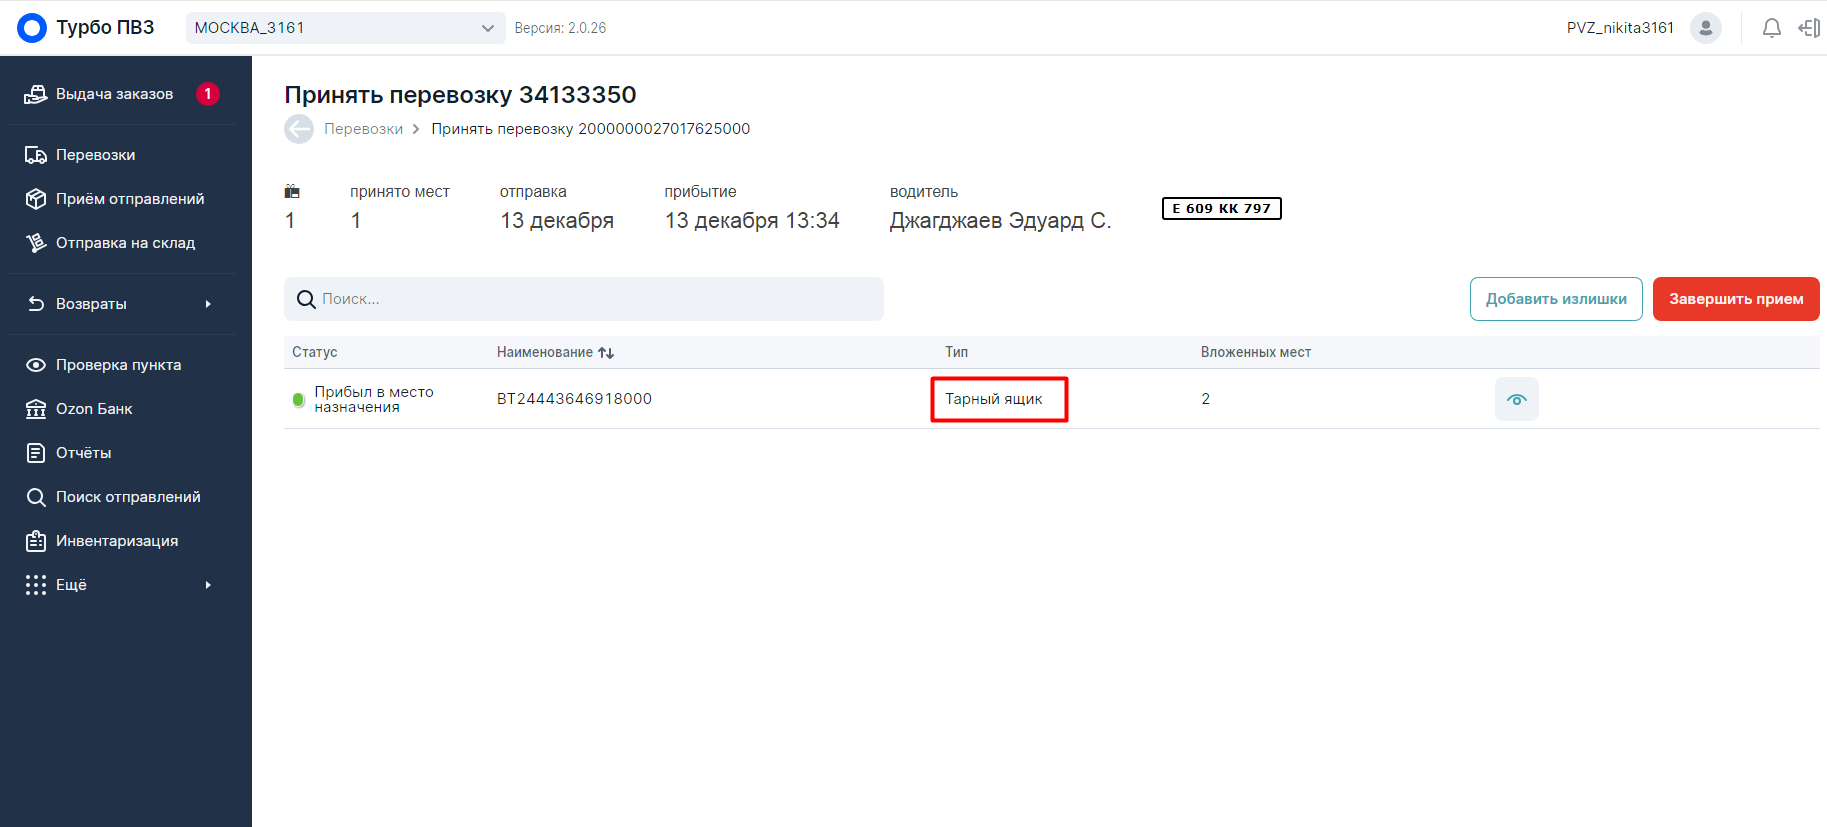 Турбо ПВЗ
МОСКВА_3161
Версия: 2.0.26
PVZ_nikita3161
Выдача заказов
1
Перевозки
Приём отправлений
Отправка на склад
Возвраты
Проверка пункта
Ozon Банк
Отчёты
Поиск отправлений
Инвентаризация
Ещё
Принять перевозку 34133350
Перевозки > Принять перевозку 2000000027017625000
принято мест отправка прибытие водитель
1 1 13 декабря 13 декабря 13:34 Джагджаев Эдуард С.
Е 609 КК 797
Поиск...
Добавить излишки
Завершить прием
Статус Наименование Тип Вложенных мест
Прибыл в место
назначения
BT24443646918000
Тарный ящик
2